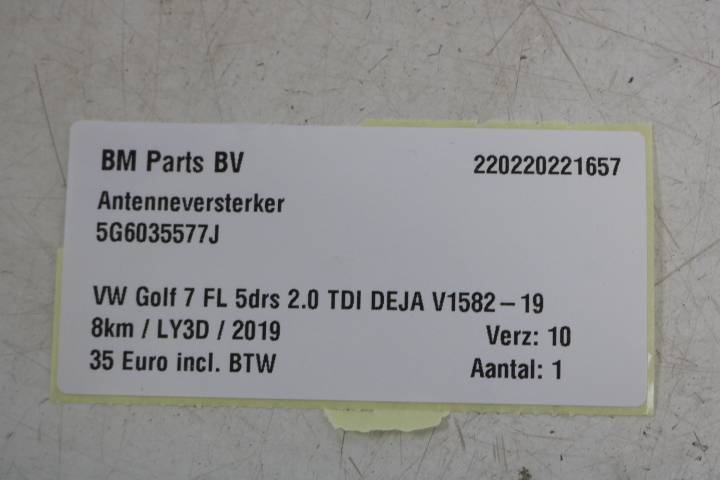 BM Parts BV 220220221657
Antenneversterker
5G6035577J
VW Golf 7 FL 5drs 2.0 TDI DEJA V1582-19
8km / LY3D / 2019 Verz: 10
35 Euro incl. BTW Aantal: 1